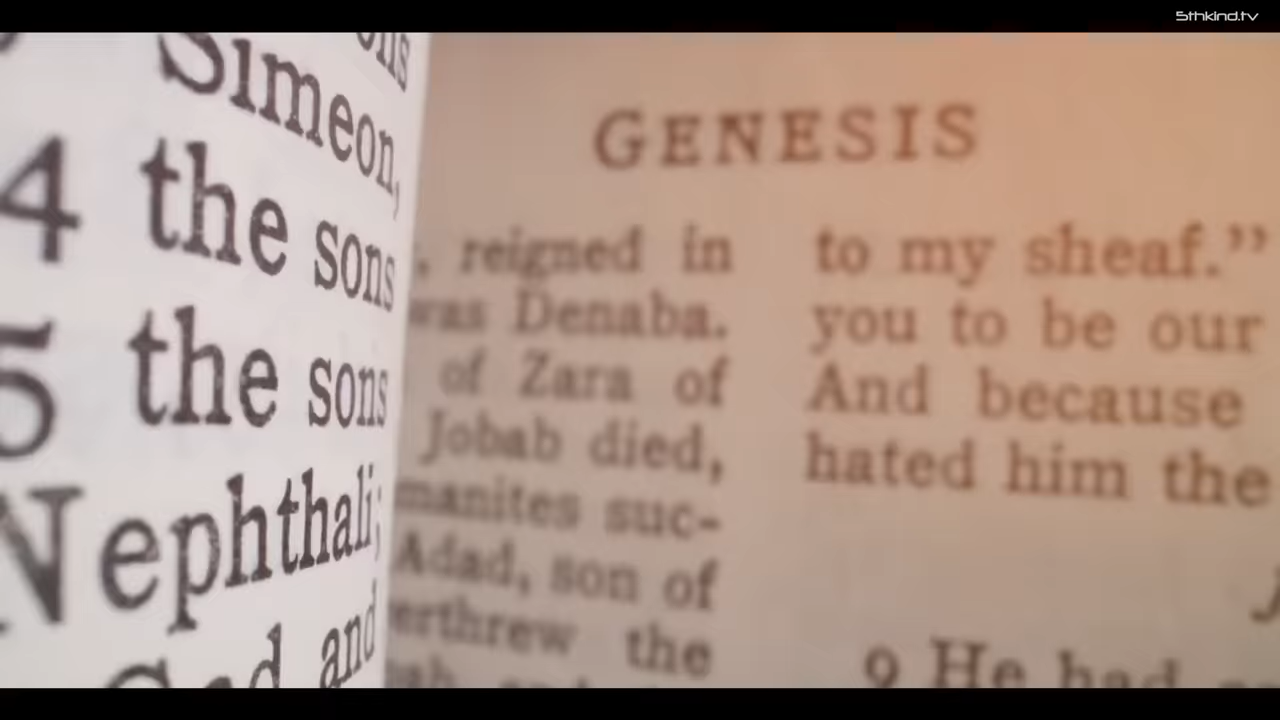 5thkind.tv
Simeon,
4 the sons
5 the sons
Nephthali;
and
GENESIS
, reigned in
was Denaba.
of Zara of
Jobab died,
manites suc-
Adad, son of
erthrew the
to my sheaf.”
you to be our
And because
hated him the
9 He had